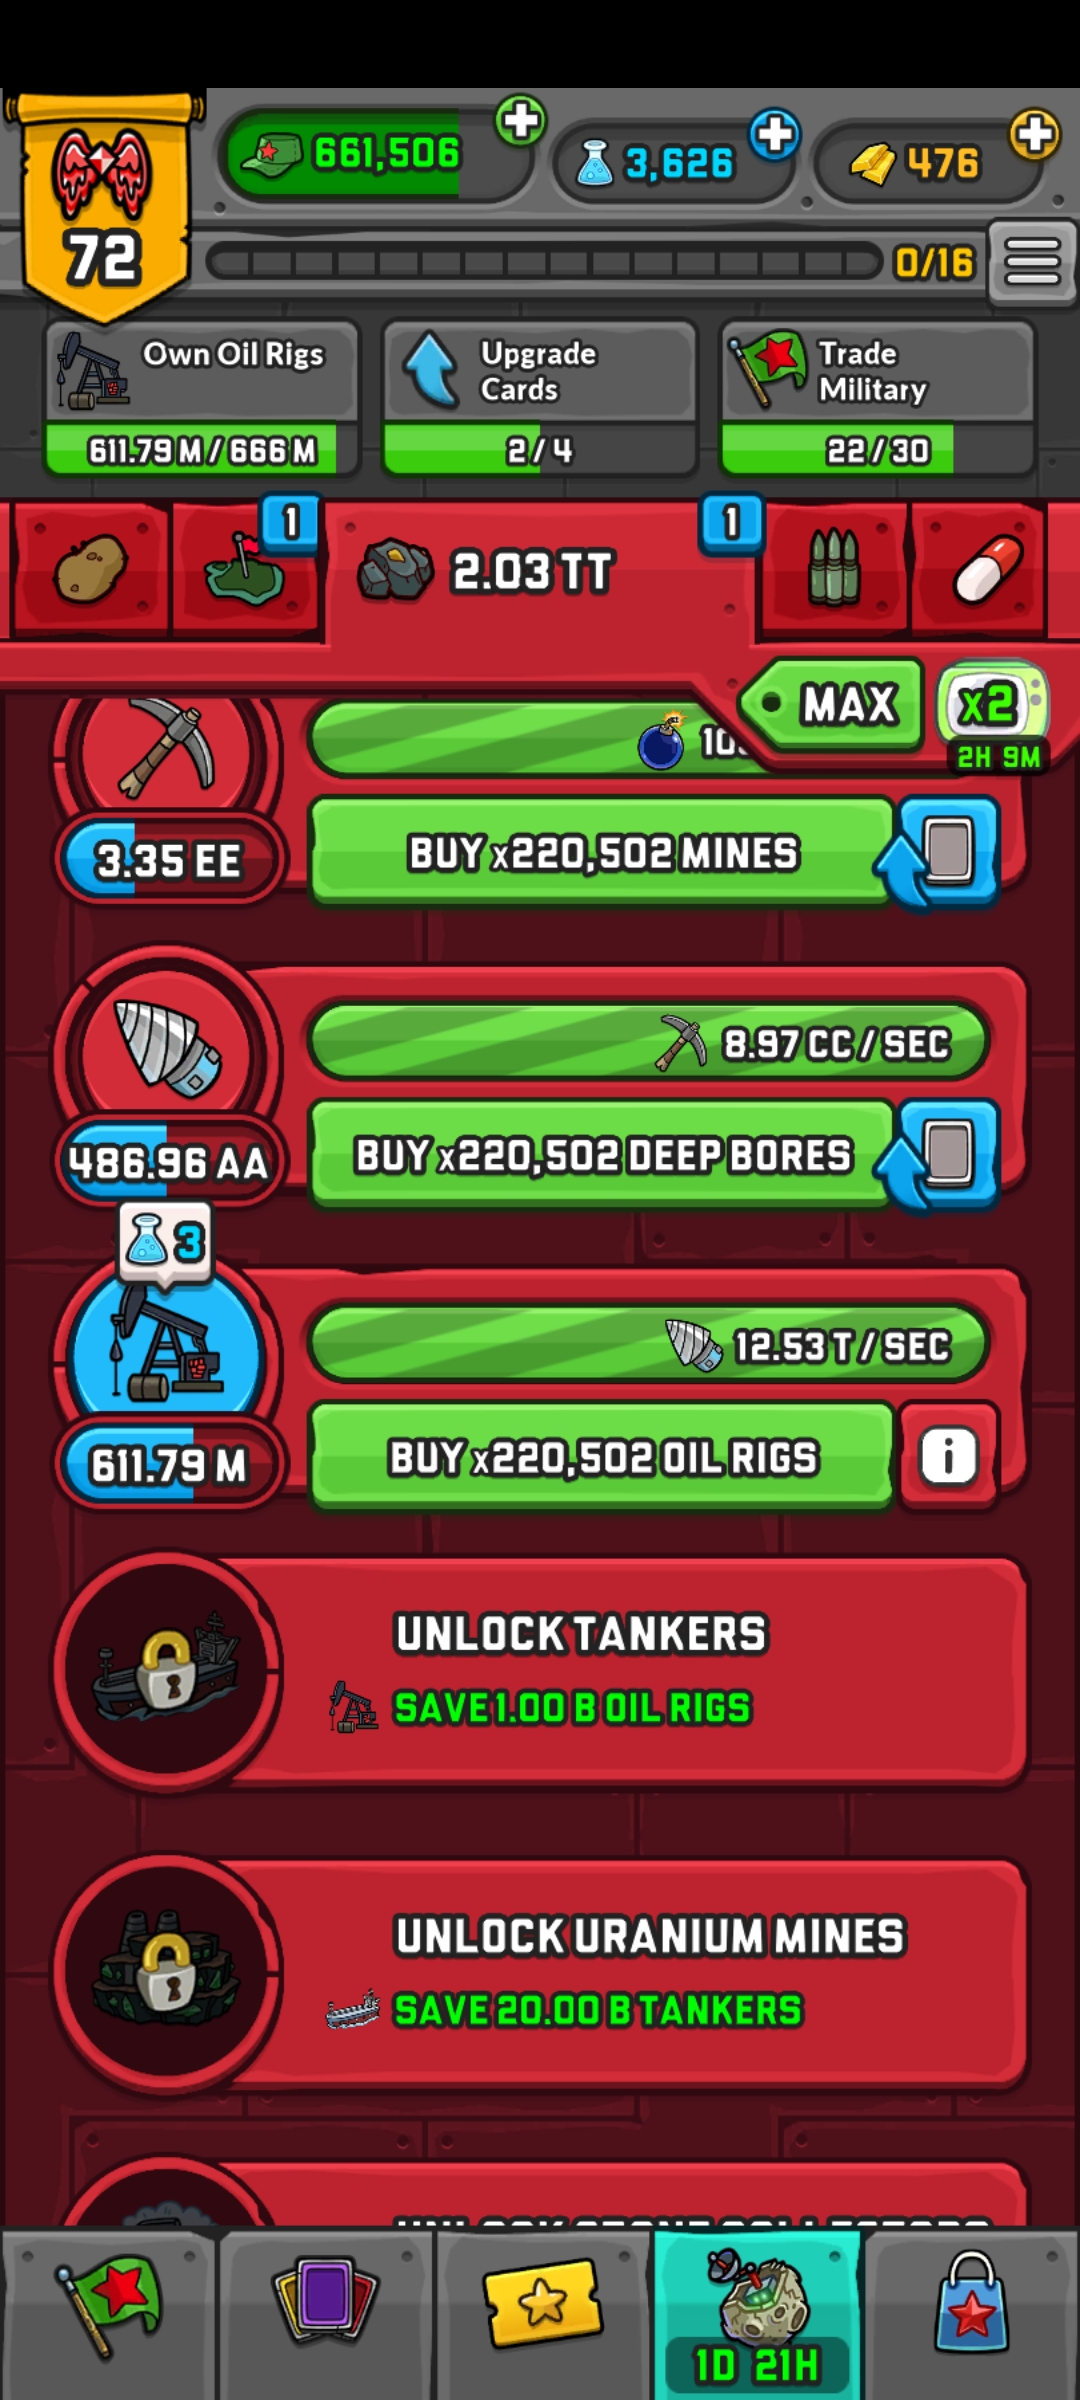 661,506
3,626
476
72
0/16
Own Oil Rigs
611.79 M / 666 M
Upgrade
Cards
2 / 4
Trade
Military
22 / 30
1
2.03 TT
1
MAX
x2
2H 9M
3.35 EE
BUY x220,502 MINES
8.97 CC / SEC
486.96 AA
BUY x220,502 DEEP BORES
3
12.53 T / SEC
611.79 M
BUY x220,502 OIL RIGS
i
UNLOCK TANKERS
SAVE 1.00 B OIL RIGS
UNLOCK URANIUM MINES
SAVE 20.00 B TANKERS
1D 21H